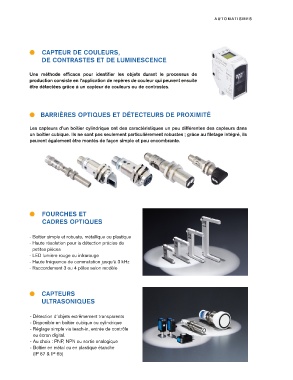 AUTOMATISMES
CAPTEUR DE COULEURS,
DE CONTRASTES ET DE LUMINESCENCE
Une méthode efficace pour identifier les objets durant le processus de
production consiste en l'application de repères de couleur qui peuvent ensuite
être détectées grâce à un capteur de couleurs ou de contrastes.
BARRIÈRES OPTIQUES ET DÉTECTEURS DE PROXIMITÉ
Les capteurs d'un boîtier cylindrique ont des caractéristiques un peu différentes des capteurs dans
un boîtier cubique. Ils ne sont pas seulement particulièrement robustes ; grâce au filetage intégré, ils
peuvent également être montés de façon simple et peu encombrante.
FOURCHES ET
CADRES OPTIQUES
- Boîtier simple et robuste, métallique ou plastique
- Haute résolution pour la détection précise de
petites pièces
- LED lumière rouge ou infrarouge
- Haute fréquence de commutation jusqu'à 3 kHz
- Raccordement 3 ou 4 pôles selon modèle
CAPTEURS
ULTRASONIQUES
- Détection d'objets extrêmement transparents
- Disponible en boîtier cubique ou cylindrique
- Réglage simple via teach-in, entrée de contrôle
ou écran digital
- Au choix : PNP, NPN ou sortie analogique
- Boîtier en métal ou en plastique étanche
(IP 67 & IP 65)